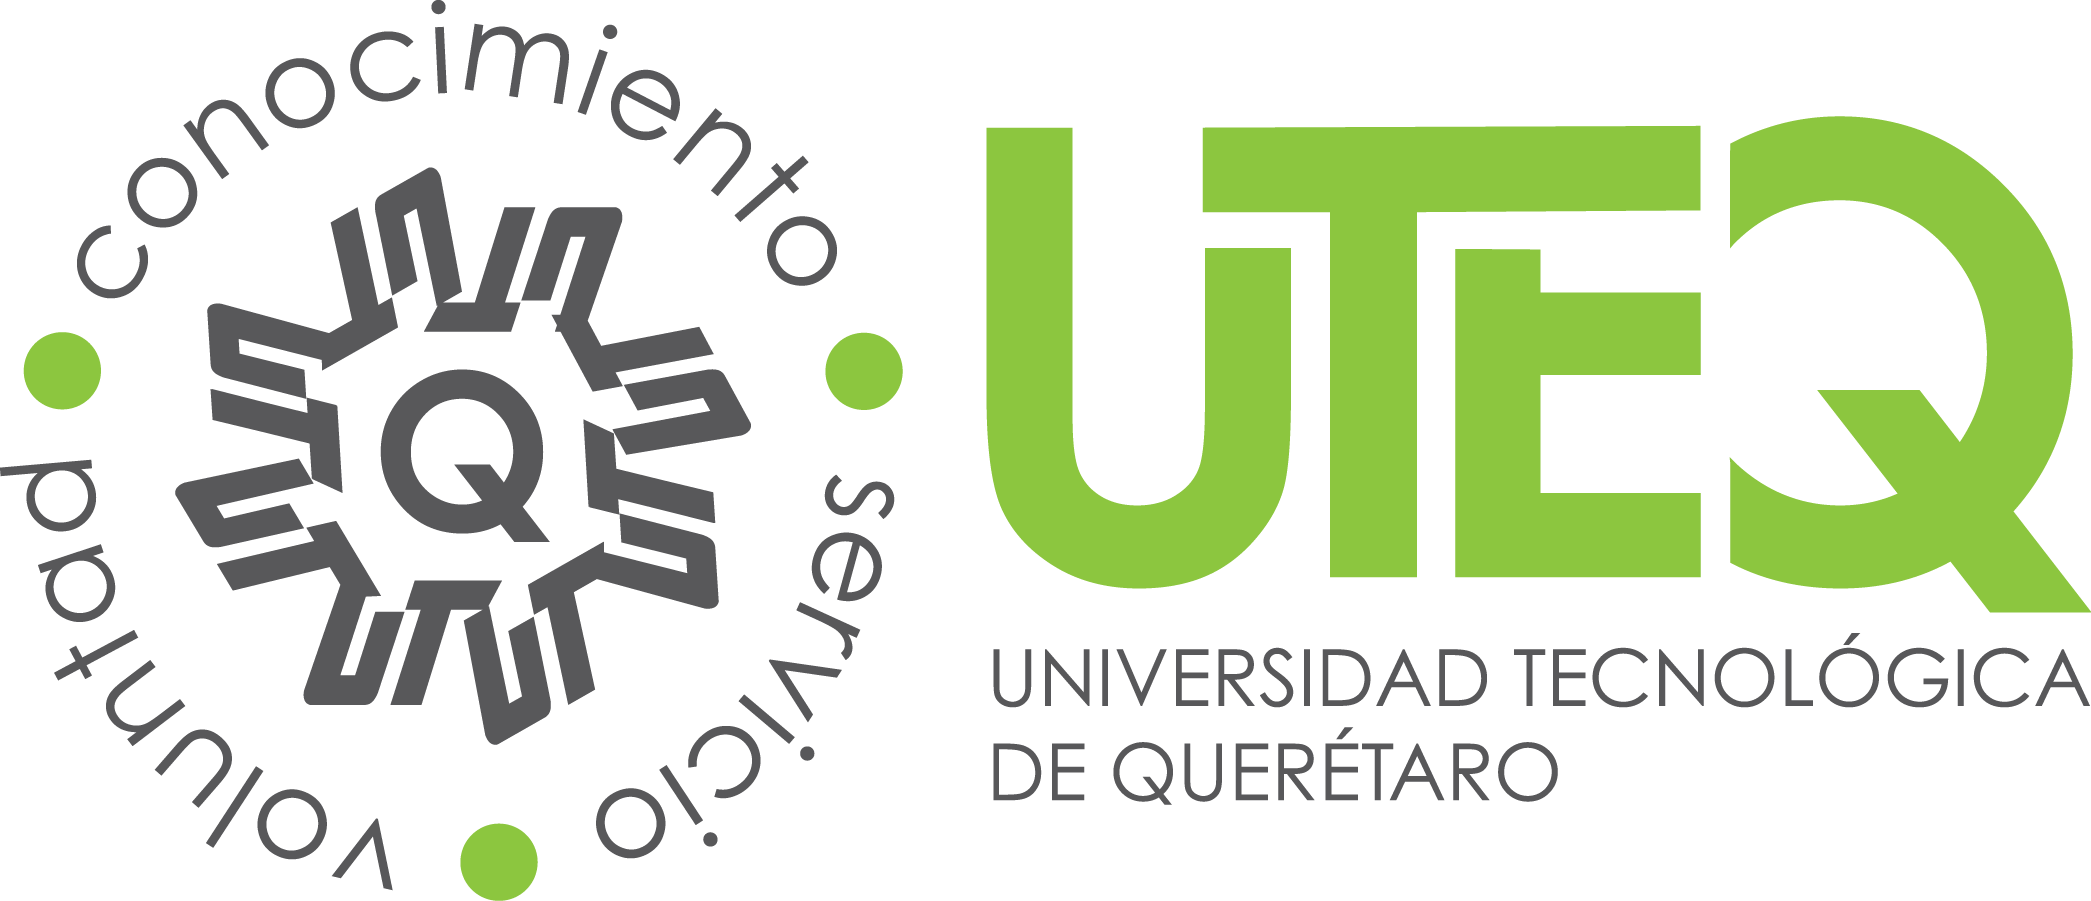 conocimiento
servicio
voluntad
Q
UTEQ
UNIVERSIDAD TECNOLÓGICA
DE QUERÉTARO